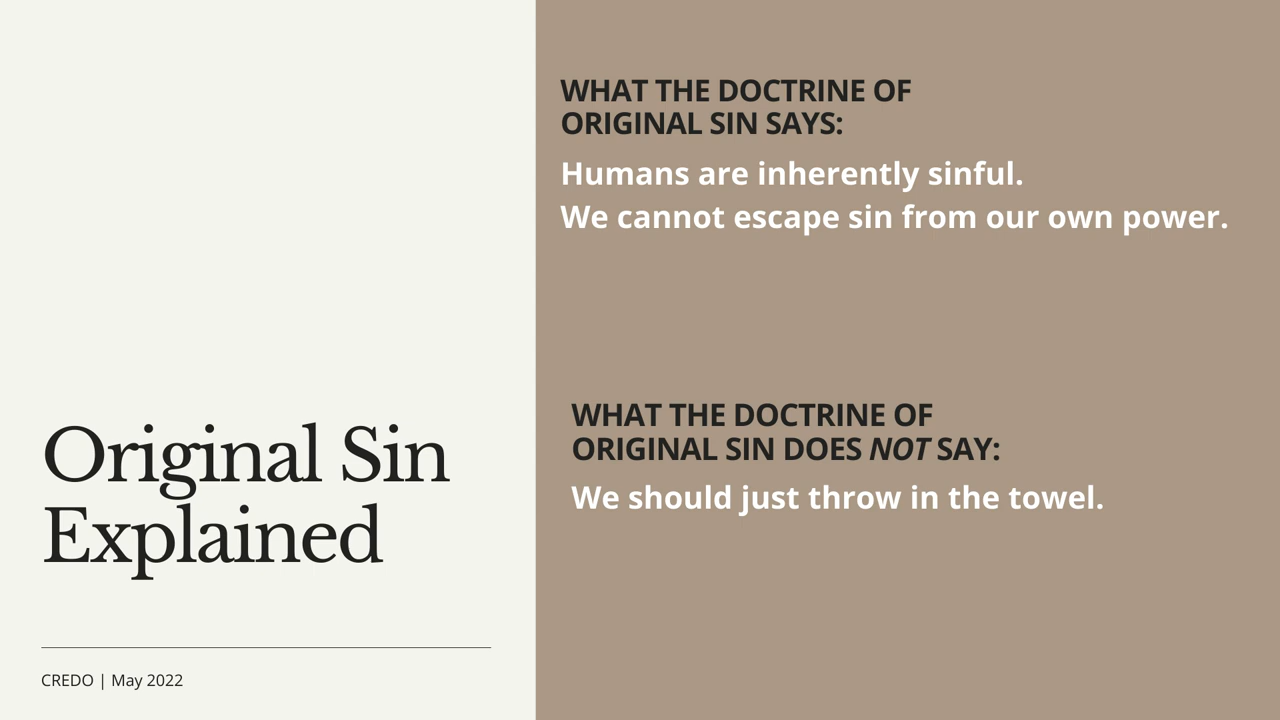 Original Sin
Explained
CREDO | May 2022
WHAT THE DOCTRINE OF
ORIGINAL SIN SAYS:
Humans are inherently sinful.
We cannot escape sin from our own power.
WHAT THE DOCTRINE OF
ORIGINAL SIN DOES NOT SAY:
We should just throw in the towel.